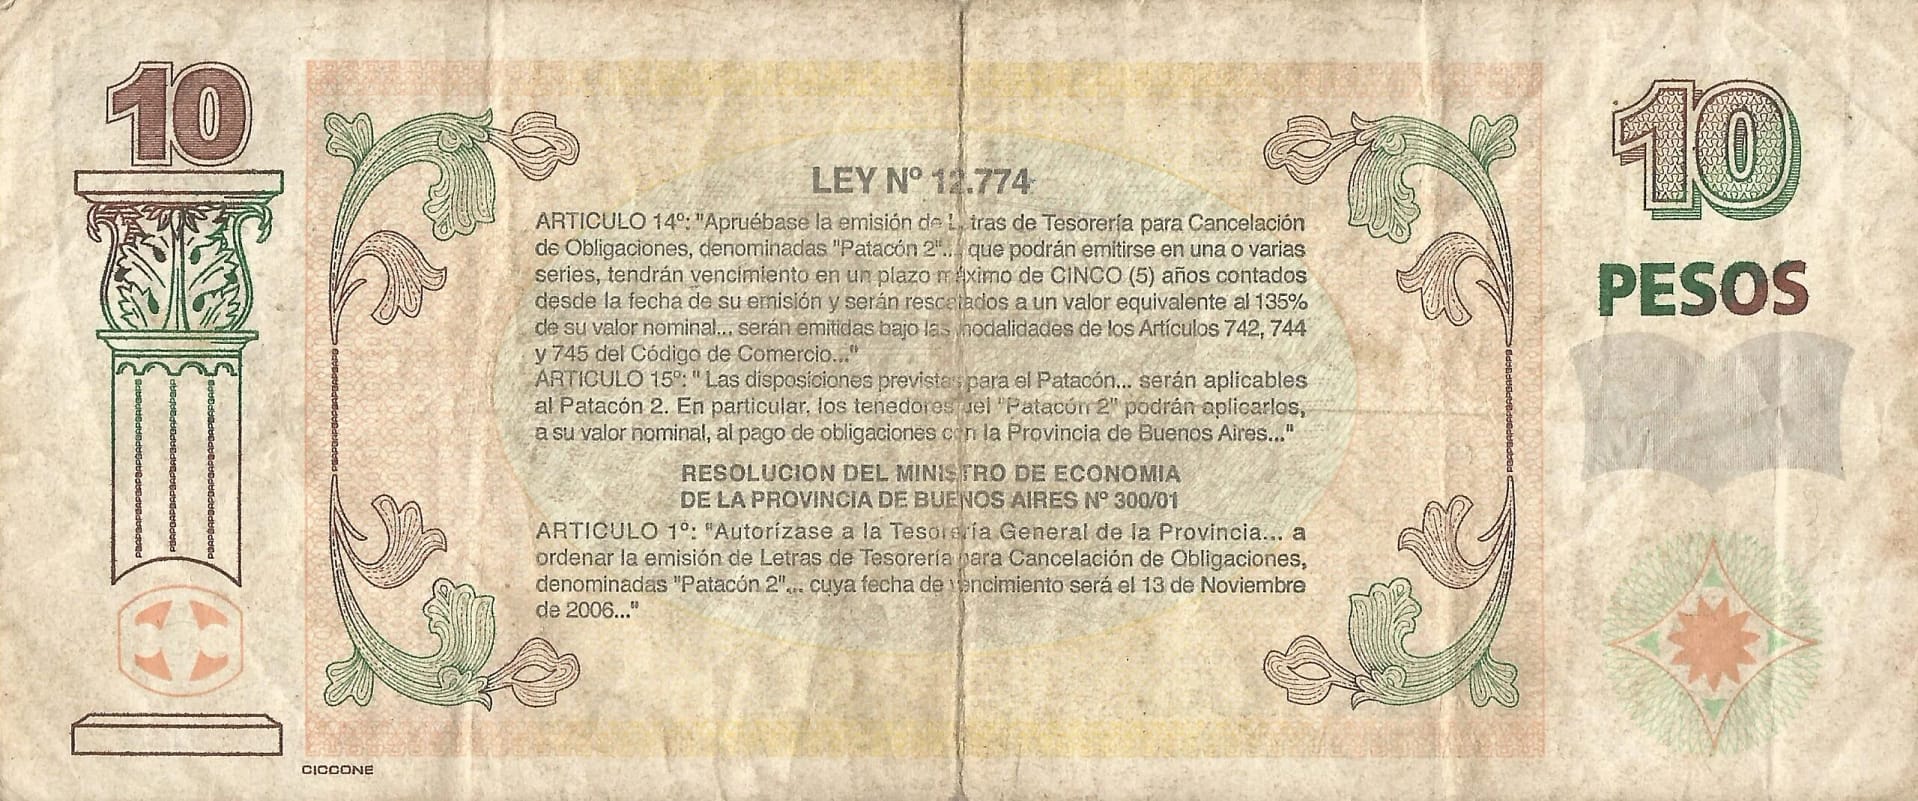 10
LEY Nº 12.774
ARTICULO 14º: "Apruébase la emisión de Letras de Tesorería para Cancelación
de Obligaciones, denominadas "Patacón 2"... que podrán emitirse en una o varias
series, tendrán vencimiento en un plazo máximo de CINCO (5) años contados
desde la fecha de su emisión y serán rescatados a un valor equivalente al 135%
de su valor nominal... serán emitidas bajo las modalidades de los Artículos 742, 744
y 745 del Código de Comercio..."
ARTICULO 15º: " Las disposiciones previstas para el Patacón... serán aplicables
al Patacón 2. En particular, los tenedores del "Patacón 2" podrán aplicarlos,
a su valor nominal, al pago de obligaciones con la Provincia de Buenos Aires..."
RESOLUCION DEL MINISTRO DE ECONOMIA
DE LA PROVINCIA DE BUENOS AIRES Nº 300/01
ARTICULO 1º: "Autorízase a la Tesorería General de la Provincia... a
ordenar la emisión de Letras de Tesorería para Cancelación de Obligaciones,
denominadas "Patacón 2"... cuya fecha de vencimiento será el 13 de Noviembre
de 2006..."
10
PESOS
CICCONE